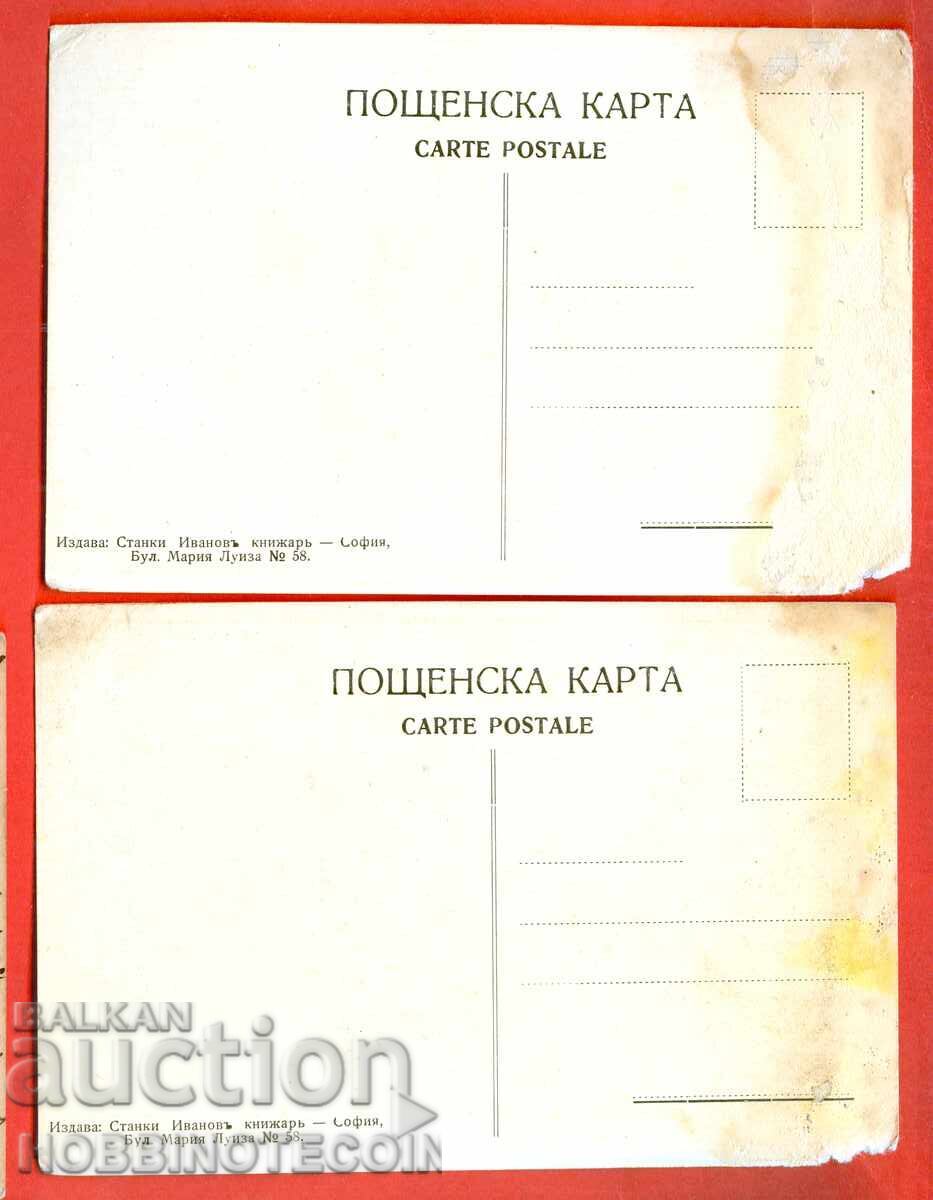 ПОЩЕНСКА КАРТА
CARTE POSTALE
Издава: Станки Ивановъ книжарь — София,
Бул. Мария Луиза № 58.
ПОЩЕНСКА КАРТА
CARTE POSTALE
Издава: Станки Ивановъ книжарь — София,
Бул. Мария Луиза № 58.
BALKAN
auction
HOBBINOTECOIN